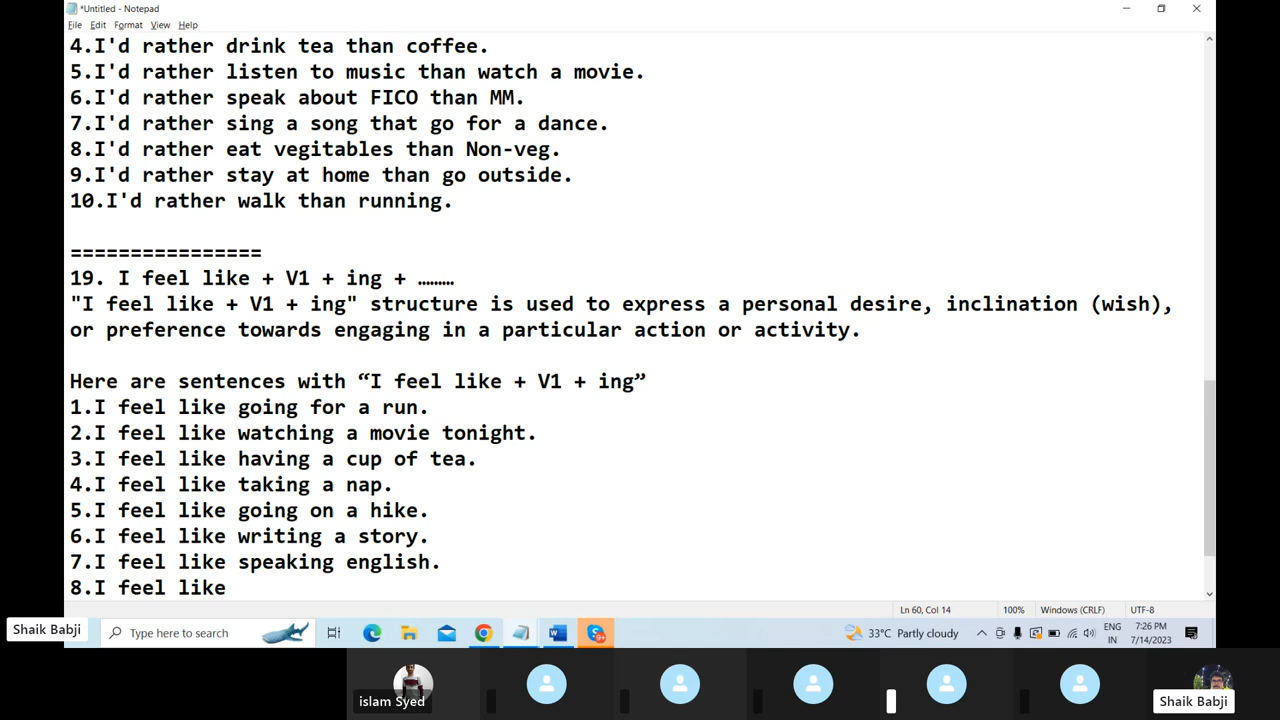 *Untitled - Notepad
File Edit Format View Help
4.I'd rather drink tea than coffee.
5.I'd rather listen to music than watch a movie.
6.I'd rather speak about FICO than MM.
7.I'd rather sing a song that go for a dance.
8.I'd rather eat vegitables than Non-veg.
9.I'd rather stay at home than go outside.
10.I'd rather walk than running.
================
19. I feel like + V1 + ing + ………
"I feel like + V1 + ing" structure is used to express a personal desire, inclination (wish),
or preference towards engaging in a particular action or activity.
Here are sentences with “I feel like + V1 + ing”
1.I feel like going for a run.
2.I feel like watching a movie tonight.
3.I feel like having a cup of tea.
4.I feel like taking a nap.
5.I feel like going on a hike.
6.I feel like writing a story.
7.I feel like speaking english.
8.I feel like
Ln 60, Col 14 100% Windows (CRLF) UTF-8
Shaik Babji
Type here to search
33°C Partly cloudy
ENG
IN
7:26 PM
7/14/2023
islam Syed
Shaik Babji